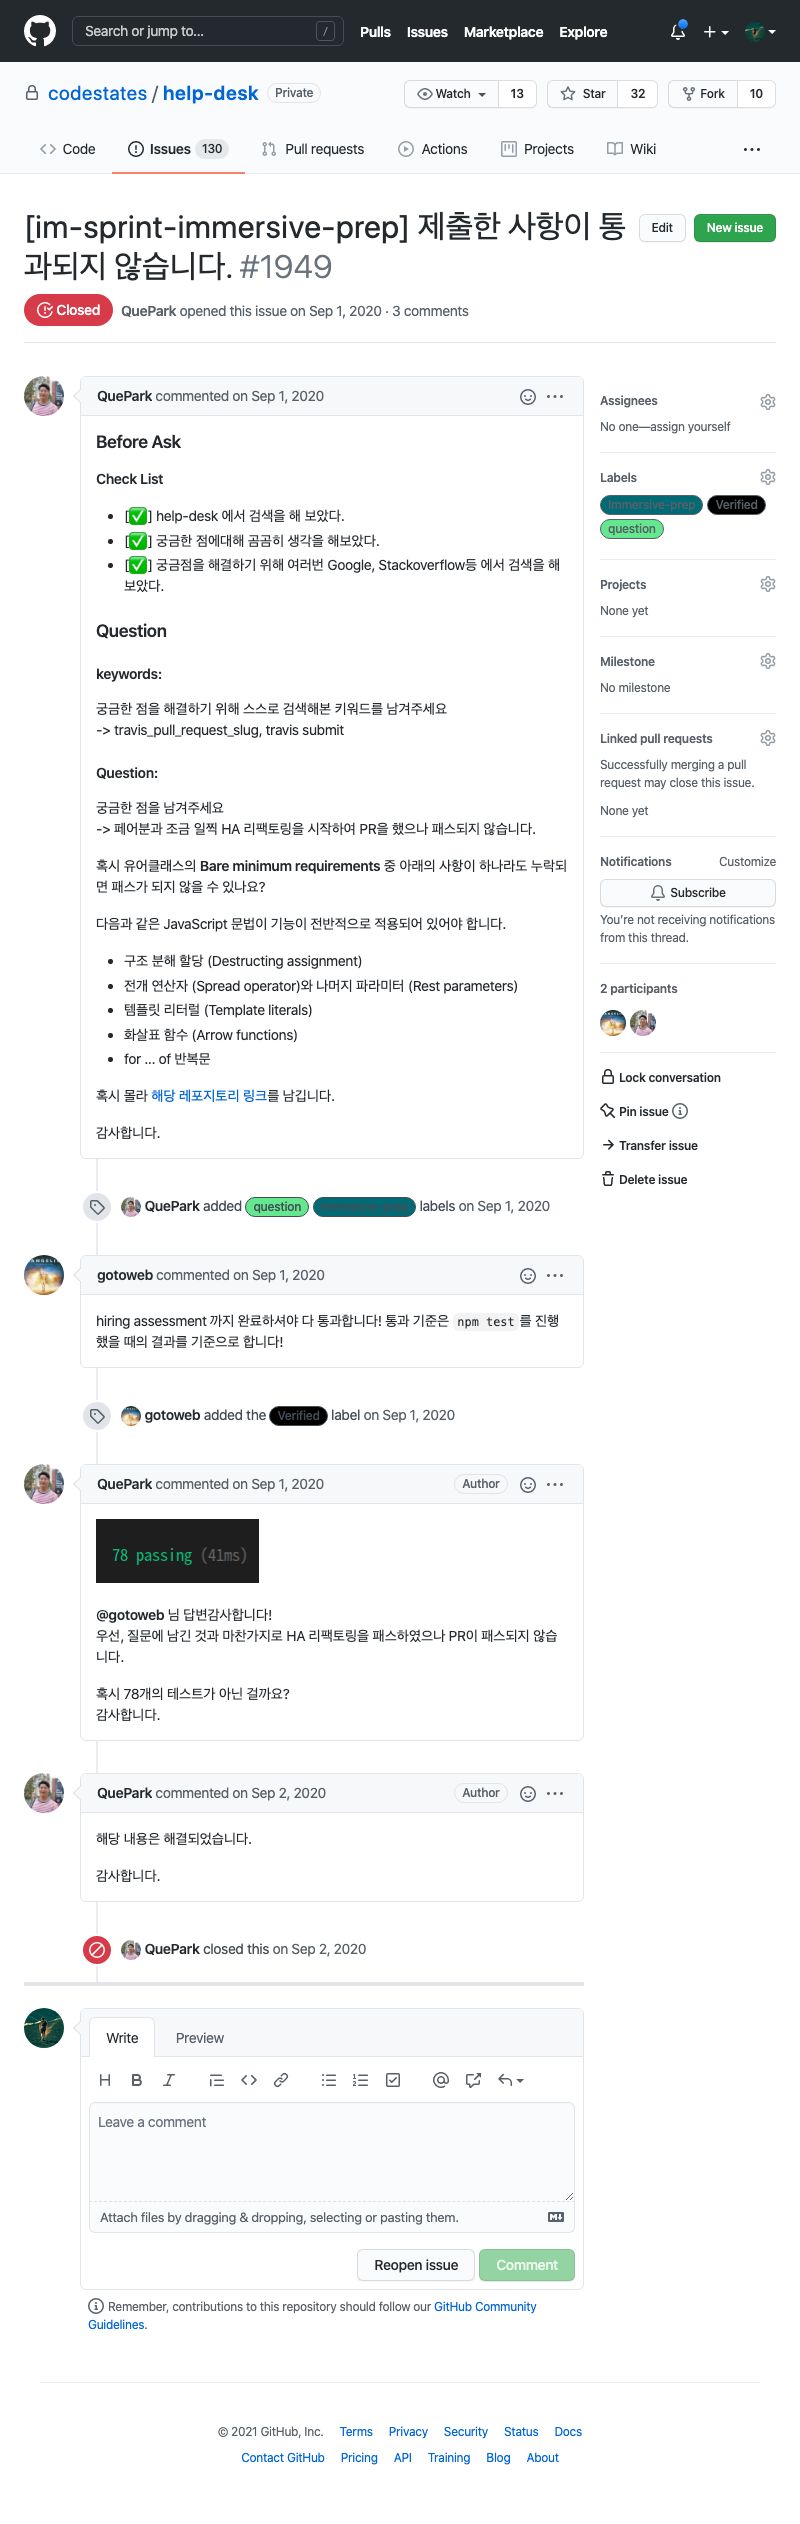 Search or jump to...
/
Pulls Issues Marketplace Explore
codestates / help-desk Private
Watch 13 Star 32 Fork 10
Code Issues 130 Pull requests Actions Projects Wiki
[im-sprint-immersive-prep] 제출한 사항이 통
과되지 않습니다. #1949
Edit New issue
Closed QuePark opened this issue on Sep 1, 2020 · 3 comments
QuePark commented on Sep 1, 2020
Before Ask
Check List
[✅] help-desk 에서 검색을 해 보았다.
[✅] 궁금한 점에대해 곰곰히 생각을 해보았다.
[✅] 궁금점을 해결하기 위해 여러번 Google, Stackoverflow등 에서 검색을 해
보았다.
Question
keywords:
궁금한 점을 해결하기 위해 스스로 검색해본 키워드를 남겨주세요
-> travis_pull_request_slug, travis submit
Question:
궁금한 점을 남겨주세요
-> 페어분과 조금 일찍 HA 리팩토링을 시작하여 PR을 했으나 패스되지 않습니다.
혹시 유어클래스의 Bare minimum requirements 중 아래의 사항이 하나라도 누락되
면 패스가 되지 않을 수 있나요?
다음과 같은 JavaScript 문법이 기능이 전반적으로 적용되어 있어야 합니다.
구조 분해 할당 (Destructing assignment)
전개 연산자 (Spread operator)와 나머지 파라미터 (Rest parameters)
템플릿 리터럴 (Template literals)
화살표 함수 (Arrow functions)
for ... of 반복문
혹시 몰라 해당 레포지토리 링크를 남깁니다.
감사합니다.
Assignees
No one—assign yourself
Labels
immersive-prep Verified
question
Projects
None yet
Milestone
No milestone
Linked pull requests
Successfully merging a pull
request may close this issue.
None yet
Notifications Customize
Subscribe
You're not receiving notifications
from this thread.
2 participants
Lock conversation
Pin issue
Transfer issue
Delete issue
QuePark added question immersive-prep labels on Sep 1, 2020
gotoweb commented on Sep 1, 2020
hiring assessment 까지 완료하셔야 다 통과합니다! 통과 기준은 npm test 를 진행
했을 때의 결과를 기준으로 합니다!
gotoweb added the Verified label on Sep 1, 2020
QuePark commented on Sep 1, 2020 Author
78 passing (41ms)
@gotoweb 님 답변감사합니다!
우선, 질문에 남긴 것과 마찬가지로 HA 리팩토링을 패스하였으나 PR이 패스되지 않습
니다.
혹시 78개의 테스트가 아닌 걸까요?
감사합니다.
QuePark commented on Sep 2, 2020 Author
해당 내용은 해결되었습니다.
감사합니다.
QuePark closed this on Sep 2, 2020
Write Preview
Leave a comment
Attach files by dragging & dropping, selecting or pasting them.
Reopen issue Comment
Remember, contributions to this repository should follow our GitHub Community
Guidelines.
© 2021 GitHub, Inc. Terms Privacy Security Status Docs
Contact GitHub Pricing API Training Blog About